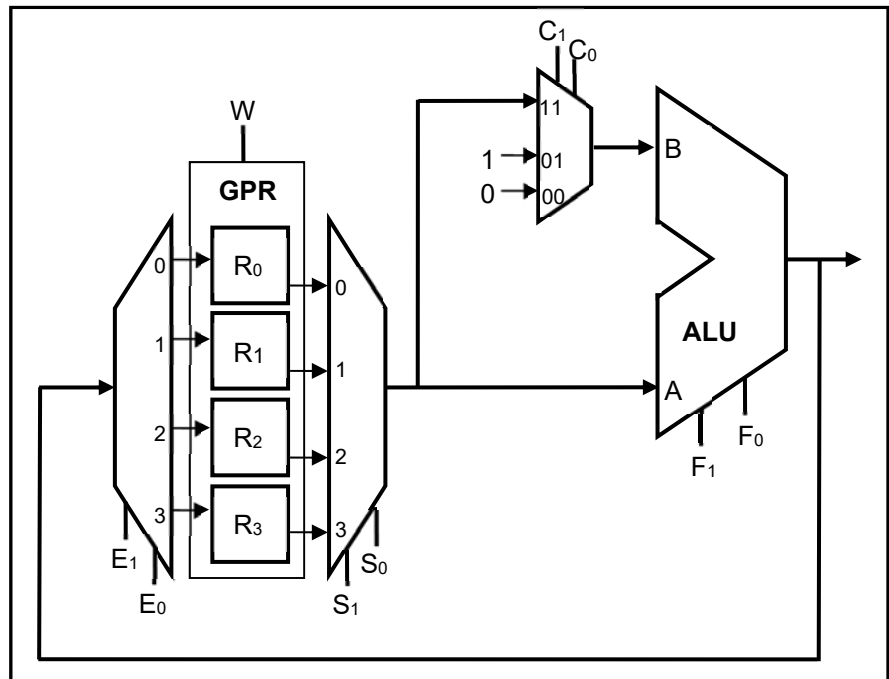 C₁
C₀
W
11
B
1
01
GPR
0
00
0
R₀
0
1
R₁
1
ALU
A
2
R₂
2
F₀
F₁
3
R₃
3
E₁
S₀
E₀
S₁